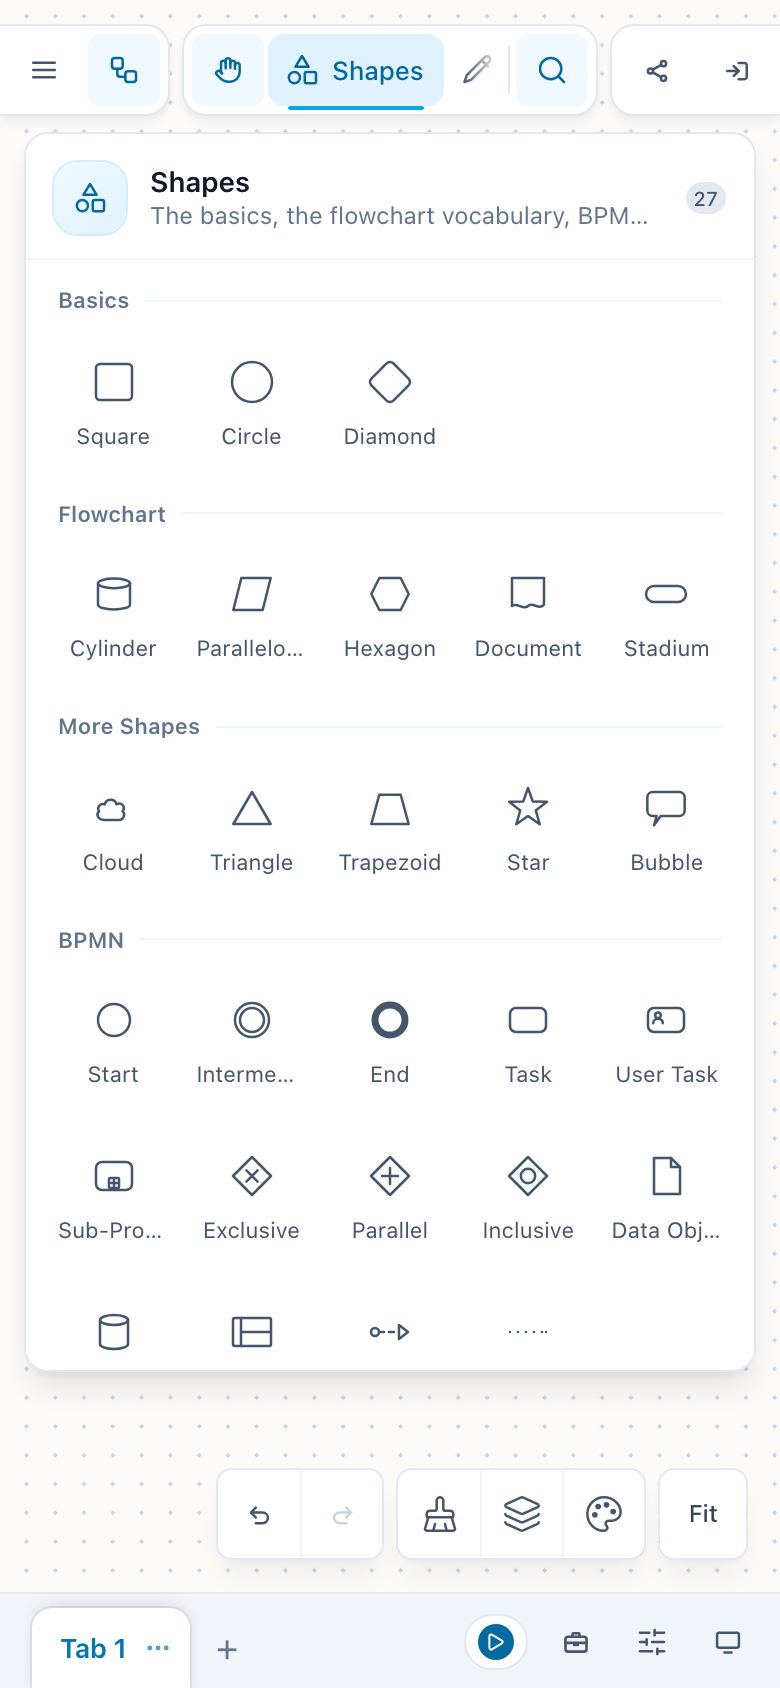 Shapes
Shapes
The basics, the flowchart vocabulary, BPM...
27
Basics
Square Circle Diamond
Flowchart
Cylinder Parallelo... Hexagon Document Stadium
More Shapes
Cloud Triangle Trapezoid Star Bubble
BPMN
Start Interme... End Task User Task
Sub-Pro... Exclusive Parallel Inclusive Data Obj...
Fit
Tab 1